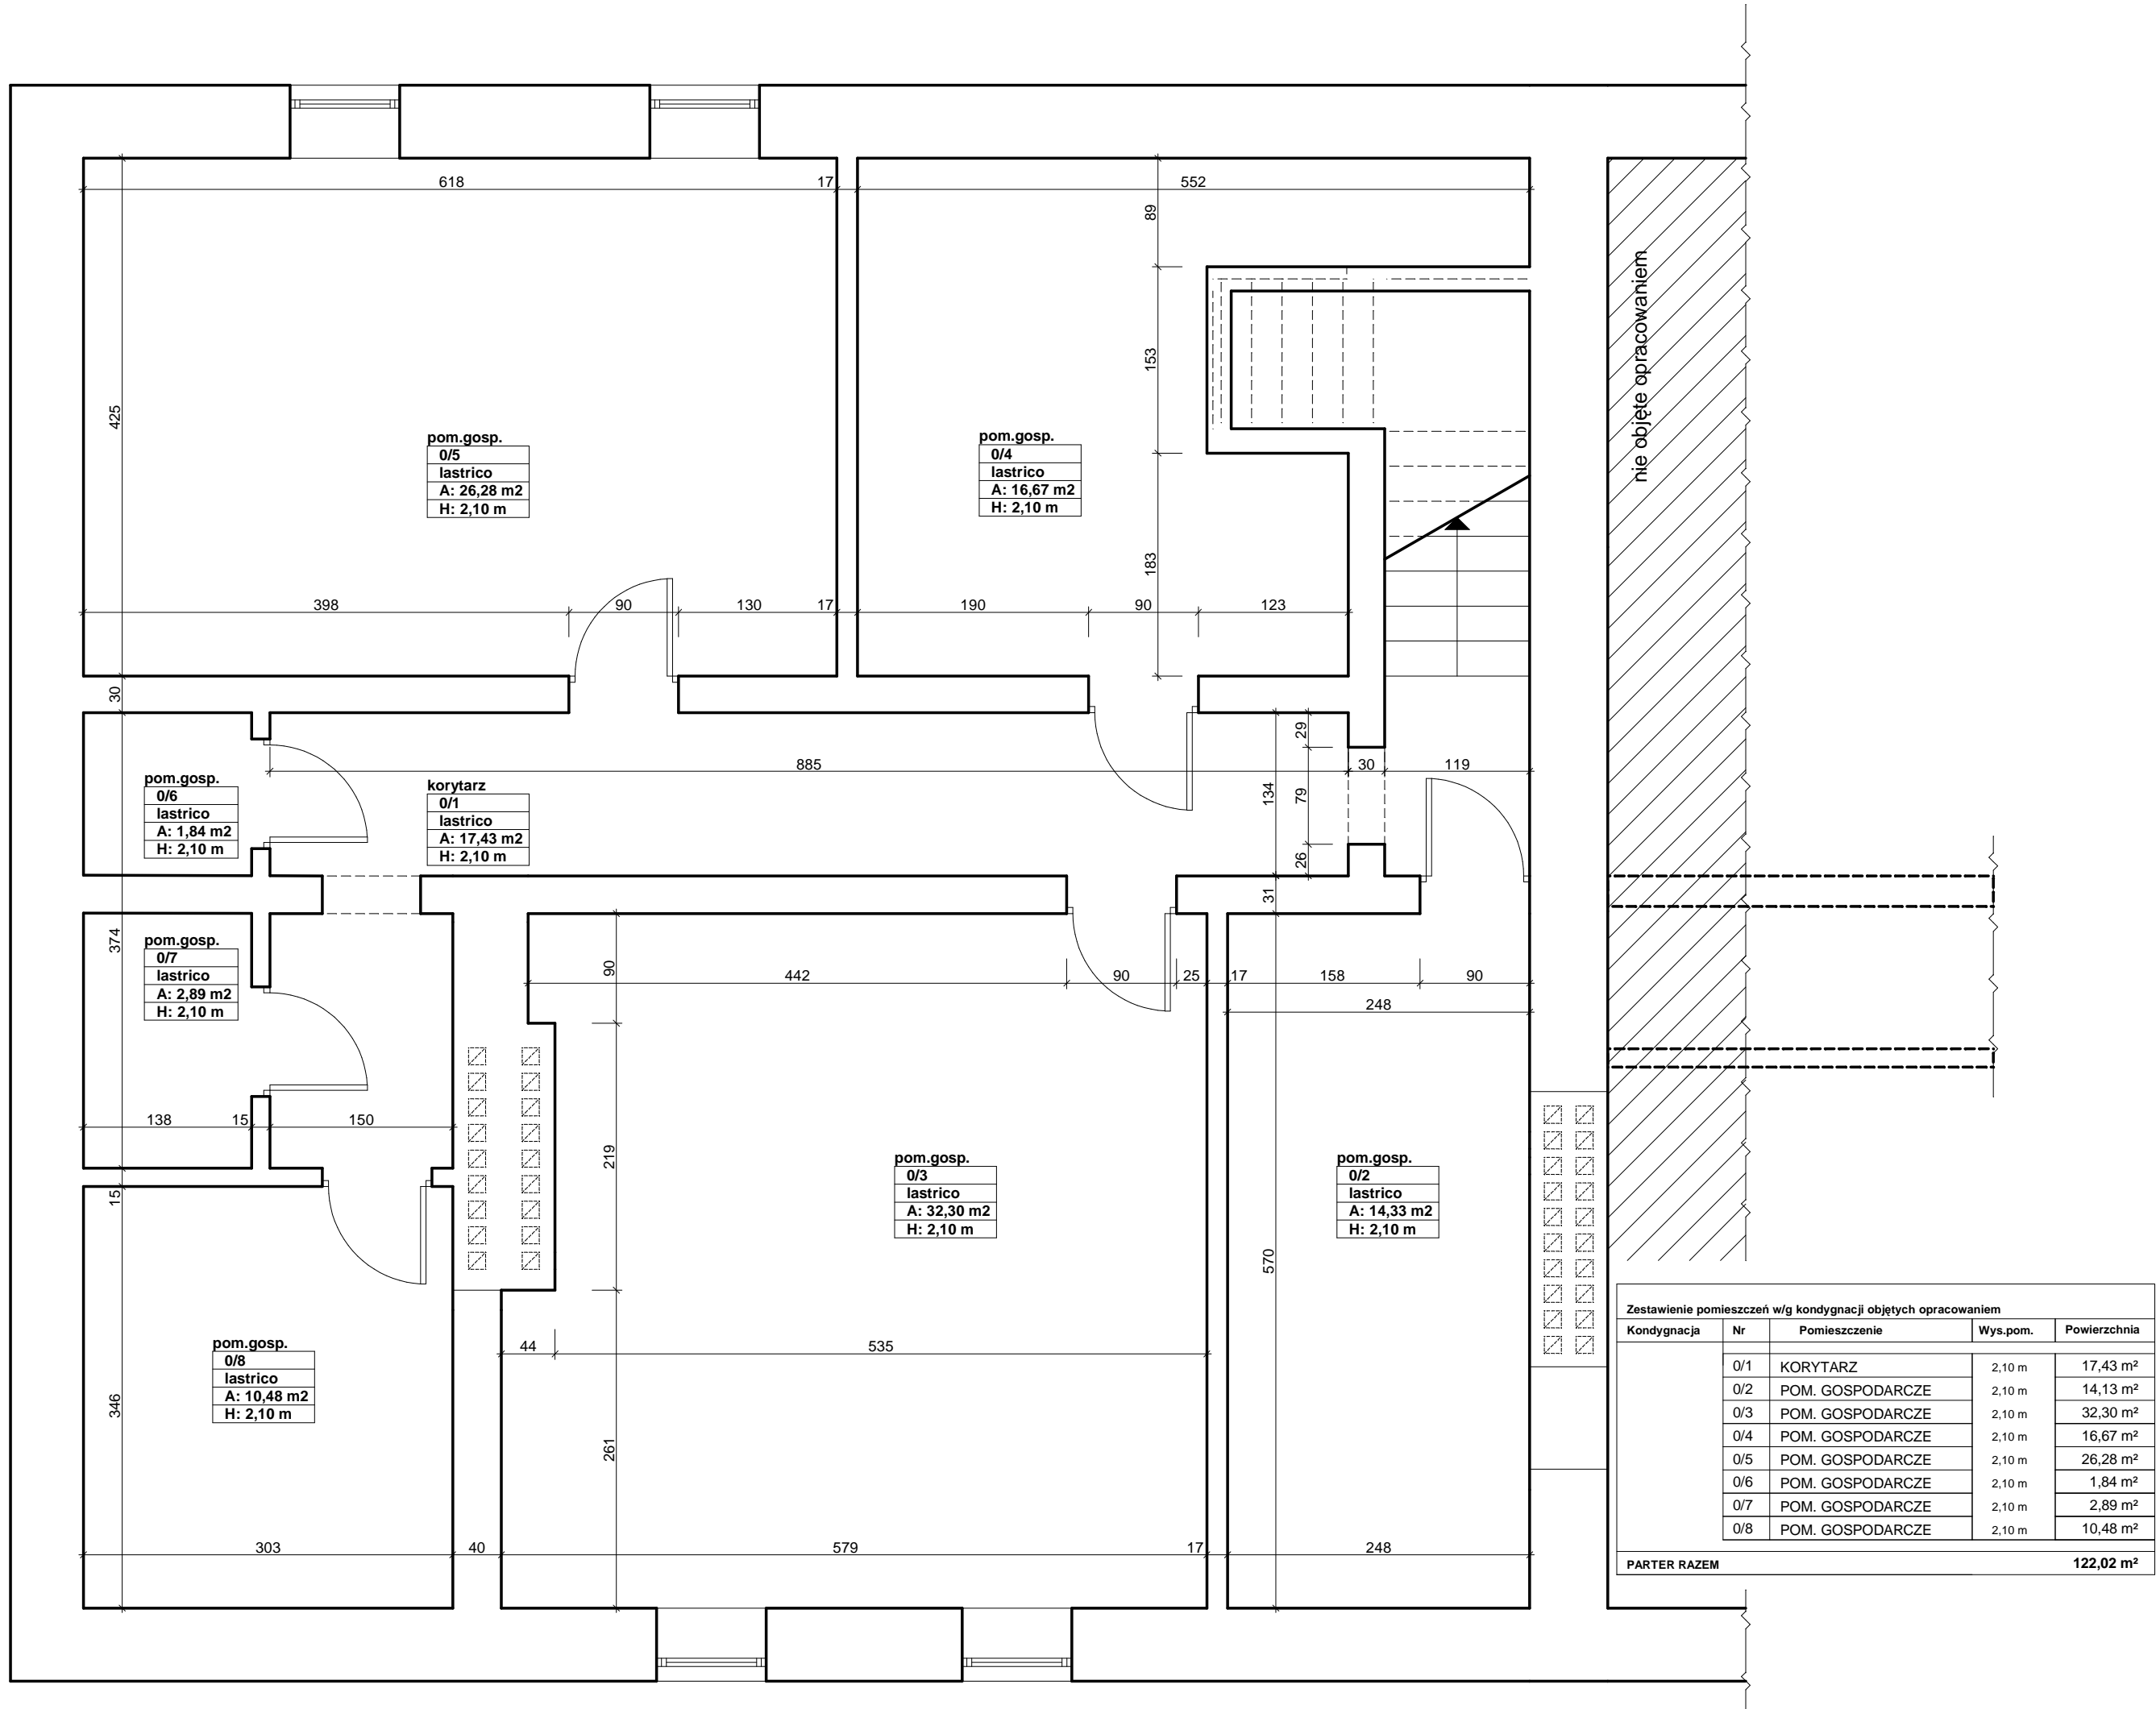 618
17
552
89
nie objęte opracowaniem
153
425
pom.gosp.
0/5
lastrico
A: 26,28 m2
H: 2,10 m
pom.gosp.
0/4
lastrico
A: 16,67 m2
H: 2,10 m
183
398
90
130
17
190
90
123
30
29
885
30
119
pom.gosp.
0/6
lastrico
A: 1,84 m2
H: 2,10 m
korytarz
0/1
lastrico
A: 17,43 m2
H: 2,10 m
134
79
26
31
374
pom.gosp.
0/7
lastrico
A: 2,89 m2
H: 2,10 m
90
442
90
25
17
158
90
248
138
15
150
219
pom.gosp.
0/3
lastrico
A: 32,30 m2
H: 2,10 m
pom.gosp.
0/2
lastrico
A: 14,33 m2
H: 2,10 m
15
570
44
535
pom.gosp.
0/8
lastrico
A: 10,48 m2
H: 2,10 m
346
261
303
40
579
17
248
Zestawienie pomieszczeń w/g kondygnacji objętych opracowaniem
Kondygnacja Nr Pomieszczenie Wys.pom. Powierzchnia
0/1 KORYTARZ 2,10 m 17,43 m²
0/2 POM. GOSPODARCZE 2,10 m 14,13 m²
0/3 POM. GOSPODARCZE 2,10 m 32,30 m²
0/4 POM. GOSPODARCZE 2,10 m 16,67 m²
0/5 POM. GOSPODARCZE 2,10 m 26,28 m²
0/6 POM. GOSPODARCZE 2,10 m 1,84 m²
0/7 POM. GOSPODARCZE 2,10 m 2,89 m²
0/8 POM. GOSPODARCZE 2,10 m 10,48 m²
PARTER RAZEM 122,02 m²